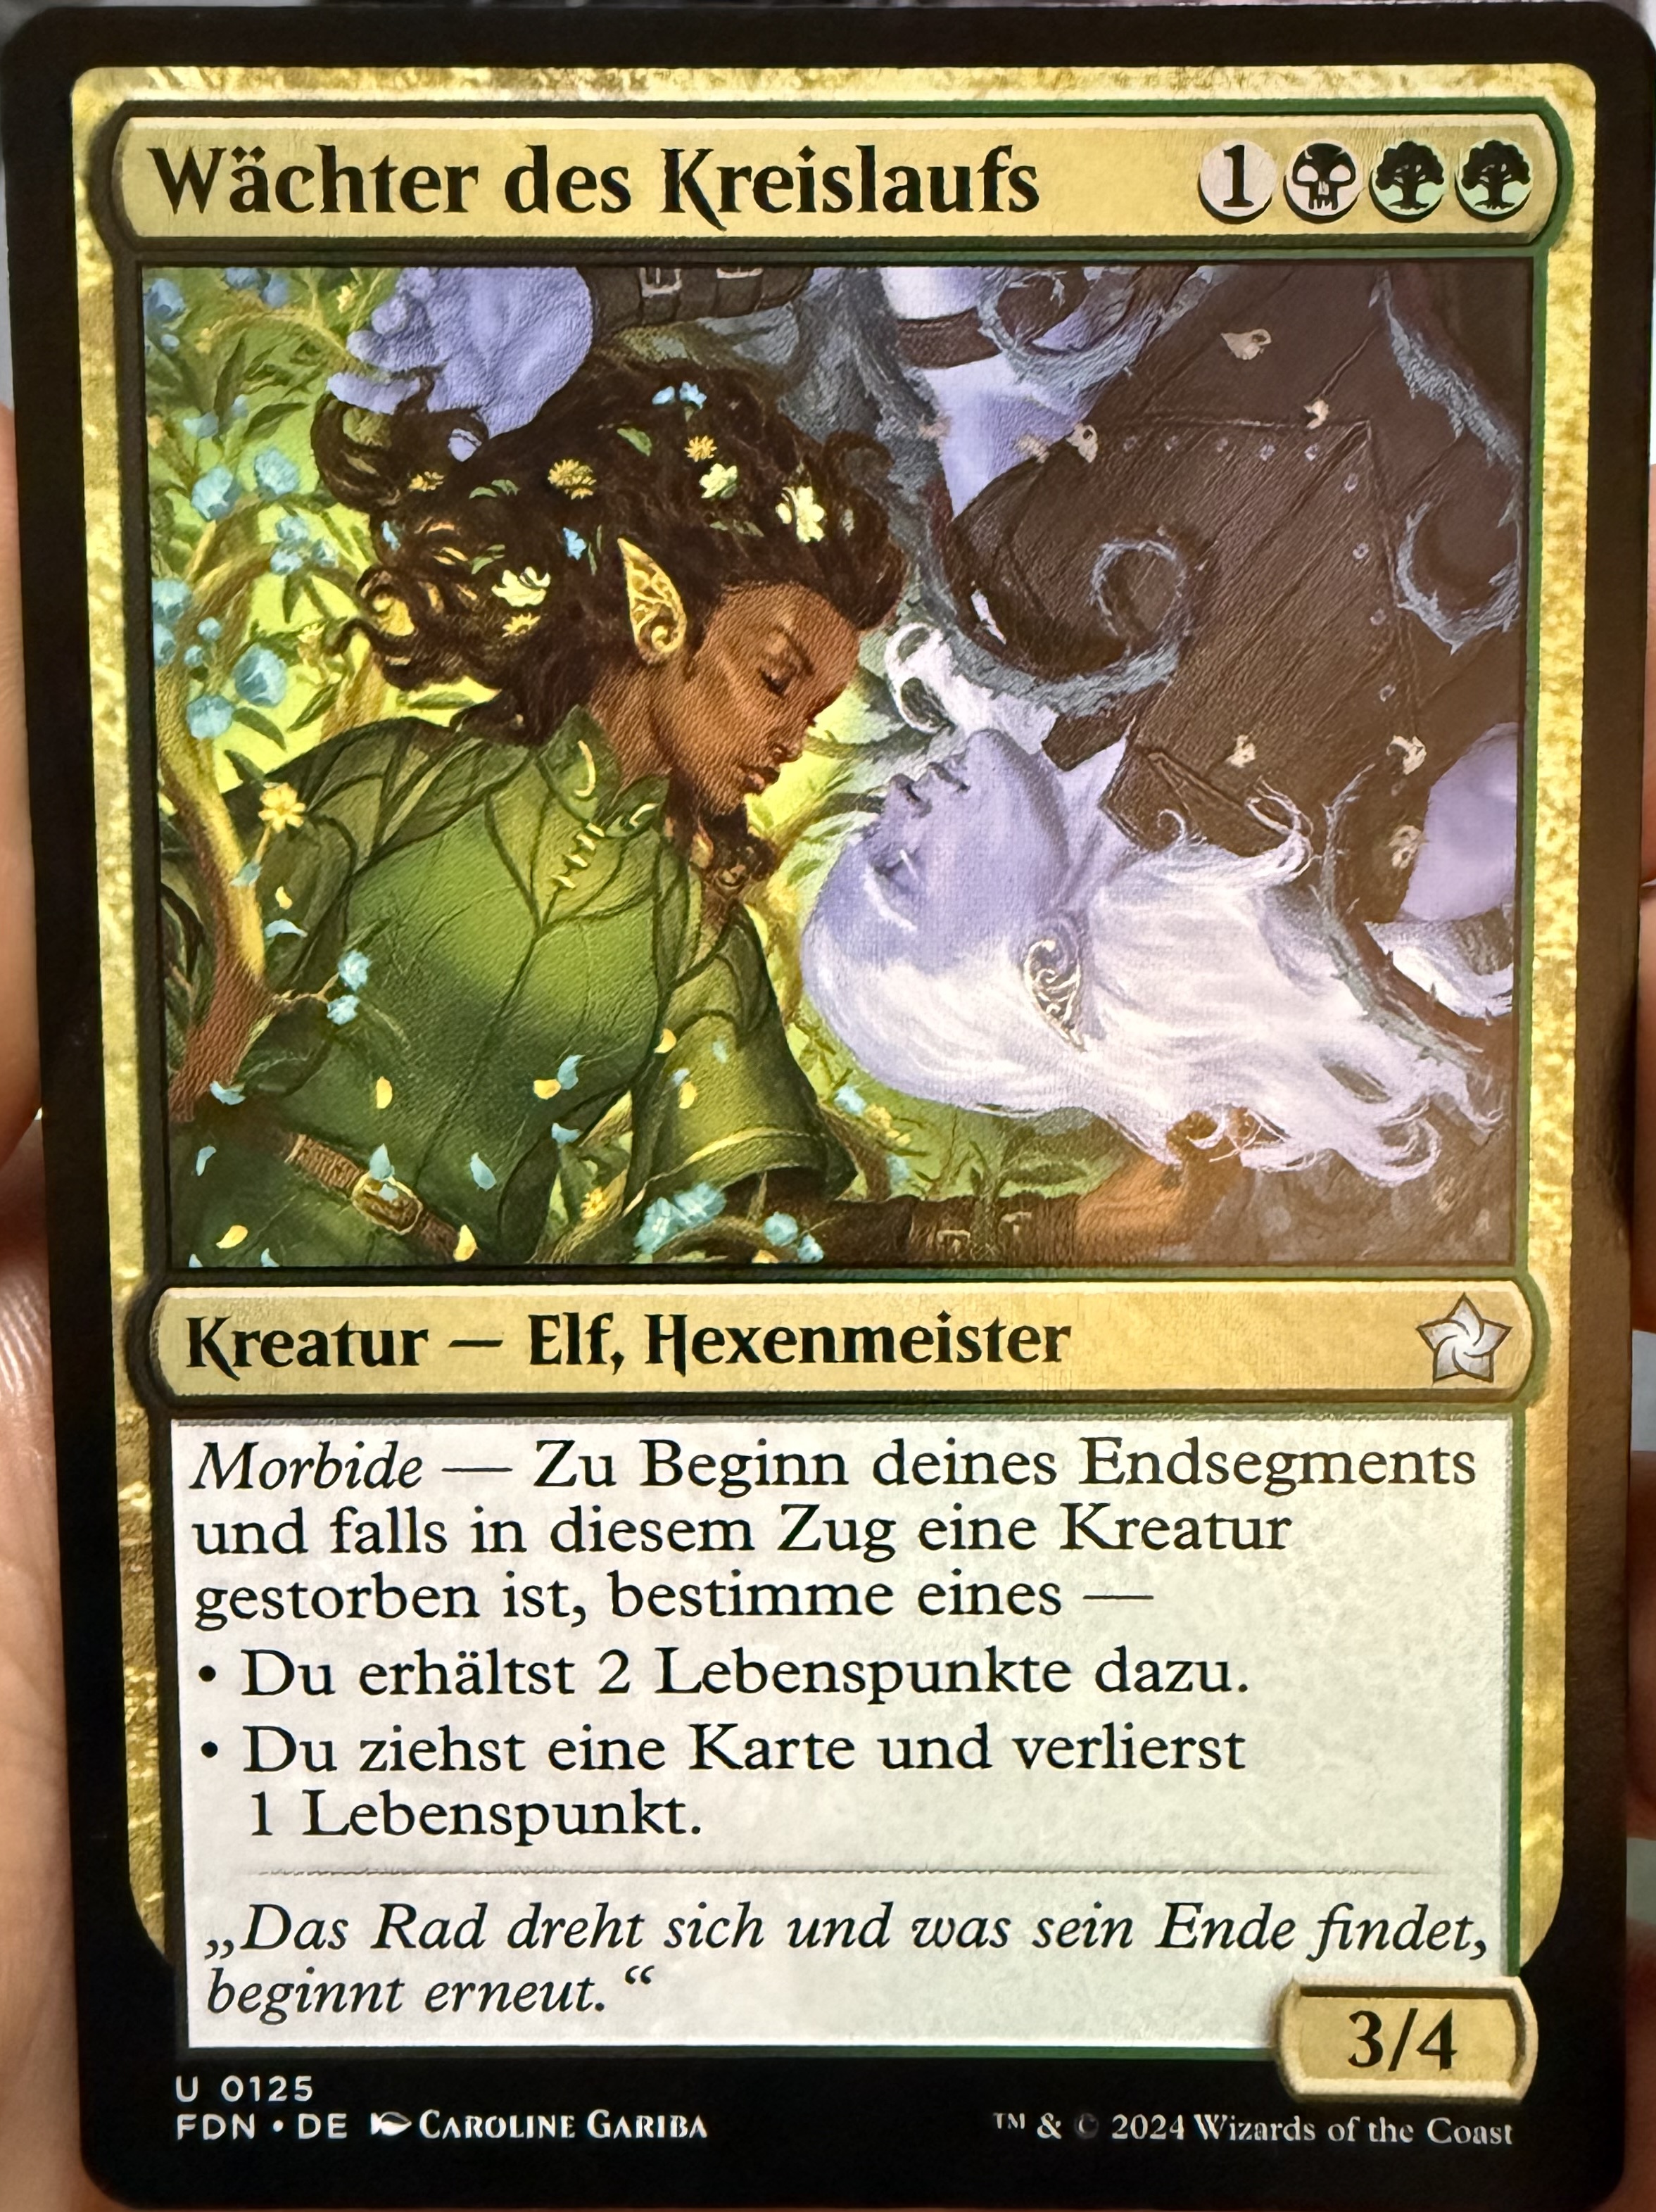 Wächter des Kreislaufs 1
Kreatur — Elf, Hexenmeister
Morbide — Zu Beginn deines Endsegments
und falls in diesem Zug eine Kreatur
gestorben ist, bestimme eines —
• Du erhältst 2 Lebenspunkte dazu.
• Du ziehst eine Karte und verlierst
1 Lebenspunkt.
„Das Rad dreht sich und was sein Ende findet,
beginnt erneut.“
3/4
U 0125
FDN • DE CAROLINE GARIBA
™ & © 2024 Wizards of the Coast